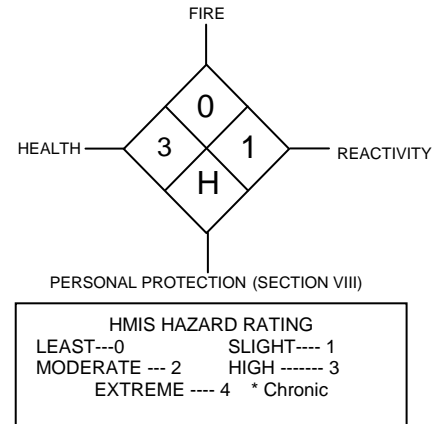 FIRE
0
HEALTH 3 1 REACTIVITY
H
PERSONAL PROTECTION (SECTION VIII)
HMIS HAZARD RATING
LEAST---0 SLIGHT---- 1
MODERATE --- 2 HIGH ------- 3
EXTREME ---- 4 * Chronic